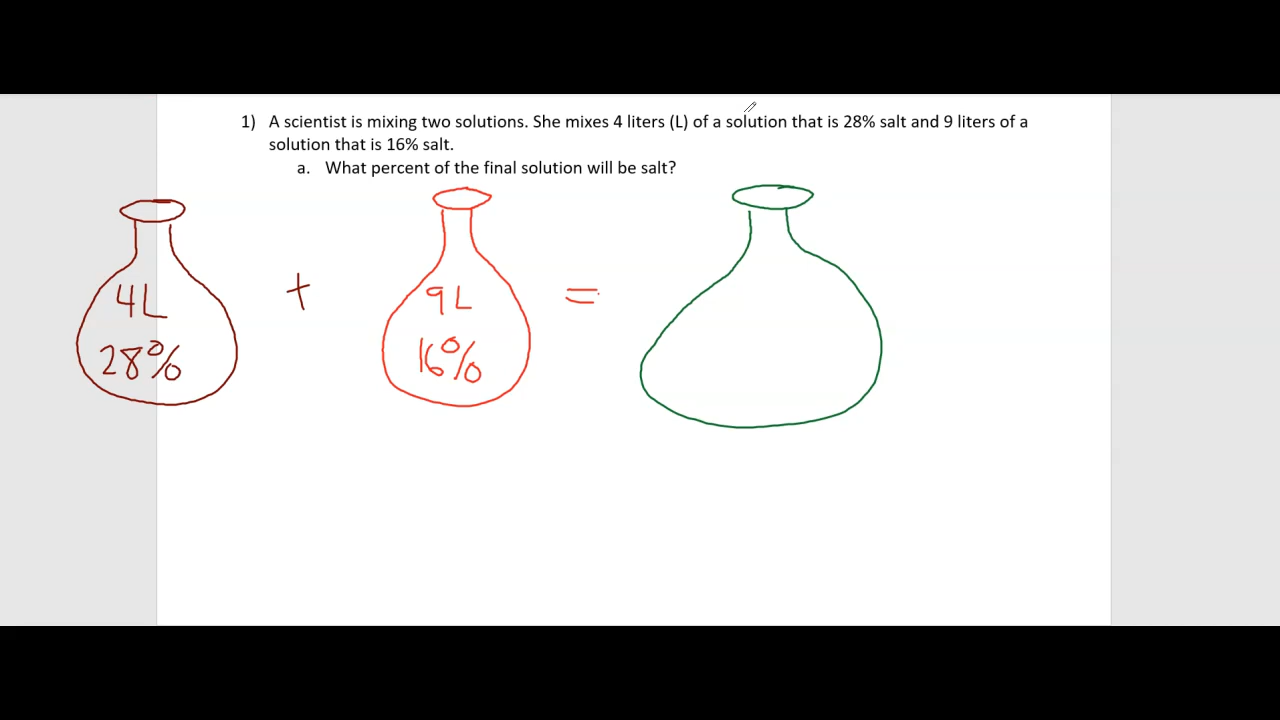 1) A scientist is mixing two solutions. She mixes 4 liters (L) of a solution that is 28% salt and 9 liters of a
solution that is 16% salt.
a. What percent of the final solution will be salt?
4L + 9L =
28% 16%